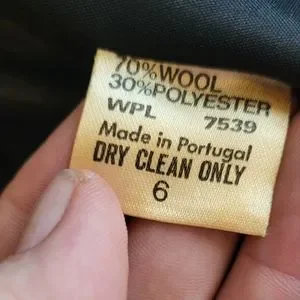 70% WOOL
30% POLYESTER
WPL 7539
Made in Portugal
DRY CLEAN ONLY
6